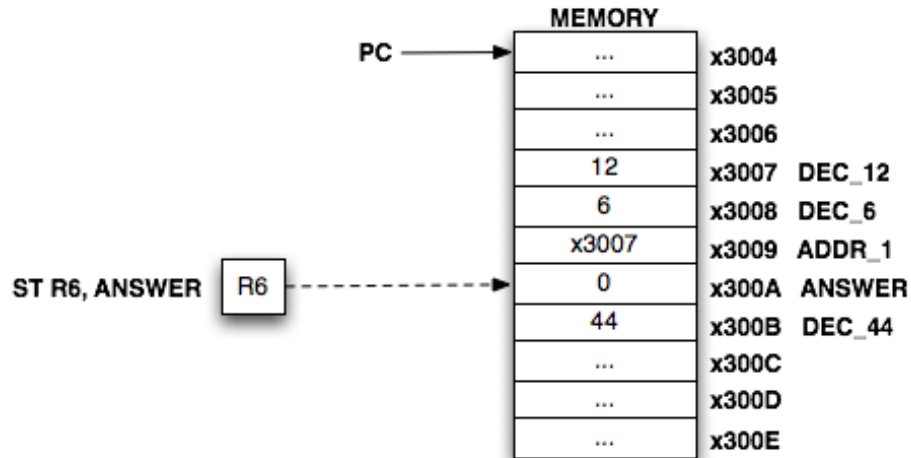 MEMORY
PC ... x3004
... x3005
... x3006
12 x3007 DEC_12
6 x3008 DEC_6
x3007 x3009 ADDR_1
ST R6, ANSWER R6 0 x300A ANSWER
44 x300B DEC_44
... x300C
... x300D
... x300E